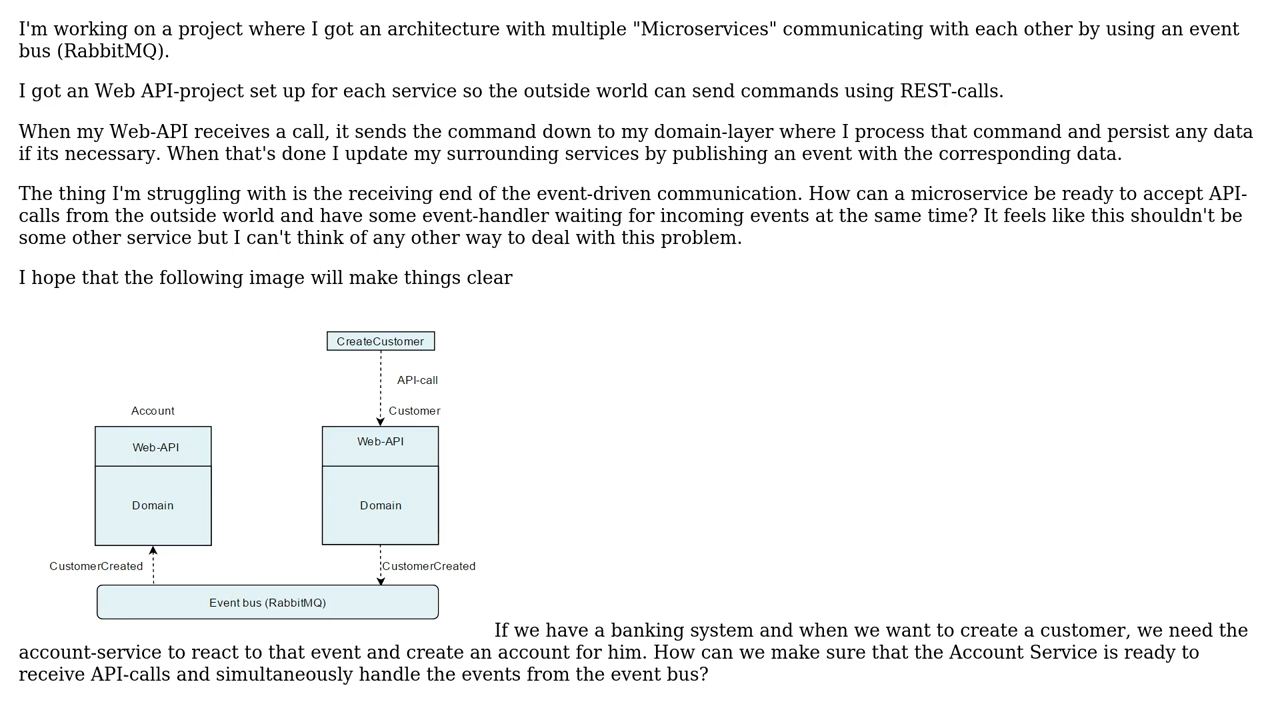 I'm working on a project where I got an architecture with multiple "Microservices" communicating with each other by using an event
bus (RabbitMQ).
I got an Web API-project set up for each service so the outside world can send commands using REST-calls.
When my Web-API receives a call, it sends the command down to my domain-layer where I process that command and persist any data
if its necessary. When that's done I update my surrounding services by publishing an event with the corresponding data.
The thing I'm struggling with is the receiving end of the event-driven communication. How can a microservice be ready to accept API-
calls from the outside world and have some event-handler waiting for incoming events at the same time? It feels like this shouldn't be
some other service but I can't think of any other way to deal with this problem.
I hope that the following image will make things clear
CreateCustomer
API-call
Account
Customer
Web-API
Web-API
Domain
Domain
CustomerCreated
CustomerCreated
Event bus (RabbitMQ)
If we have a banking system and when we want to create a customer, we need the
account-service to react to that event and create an account for him. How can we make sure that the Account Service is ready to
receive API-calls and simultaneously handle the events from the event bus?